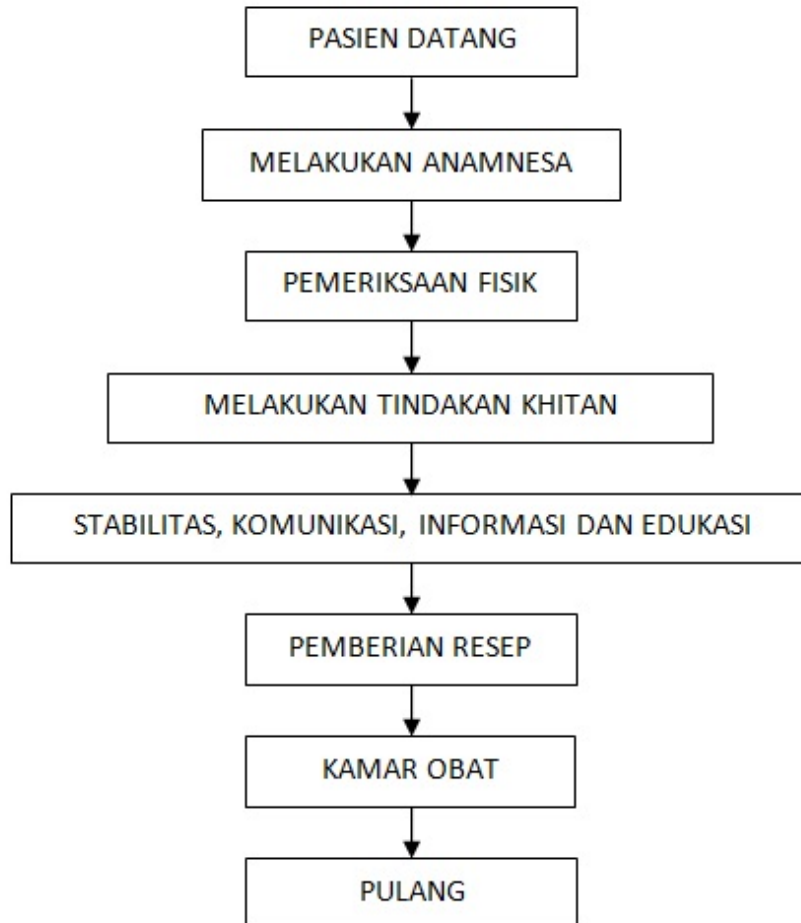 PASIEN DATANG
MELAKUKAN ANAMNESA
PEMERIKSAAN FISIK
MELAKUKAN TINDAKAN KHITAN
STABILITAS, KOMUNIKASI, INFORMASI DAN EDUKASI
PEMBERIAN RESEP
KAMAR OBAT
PULANG